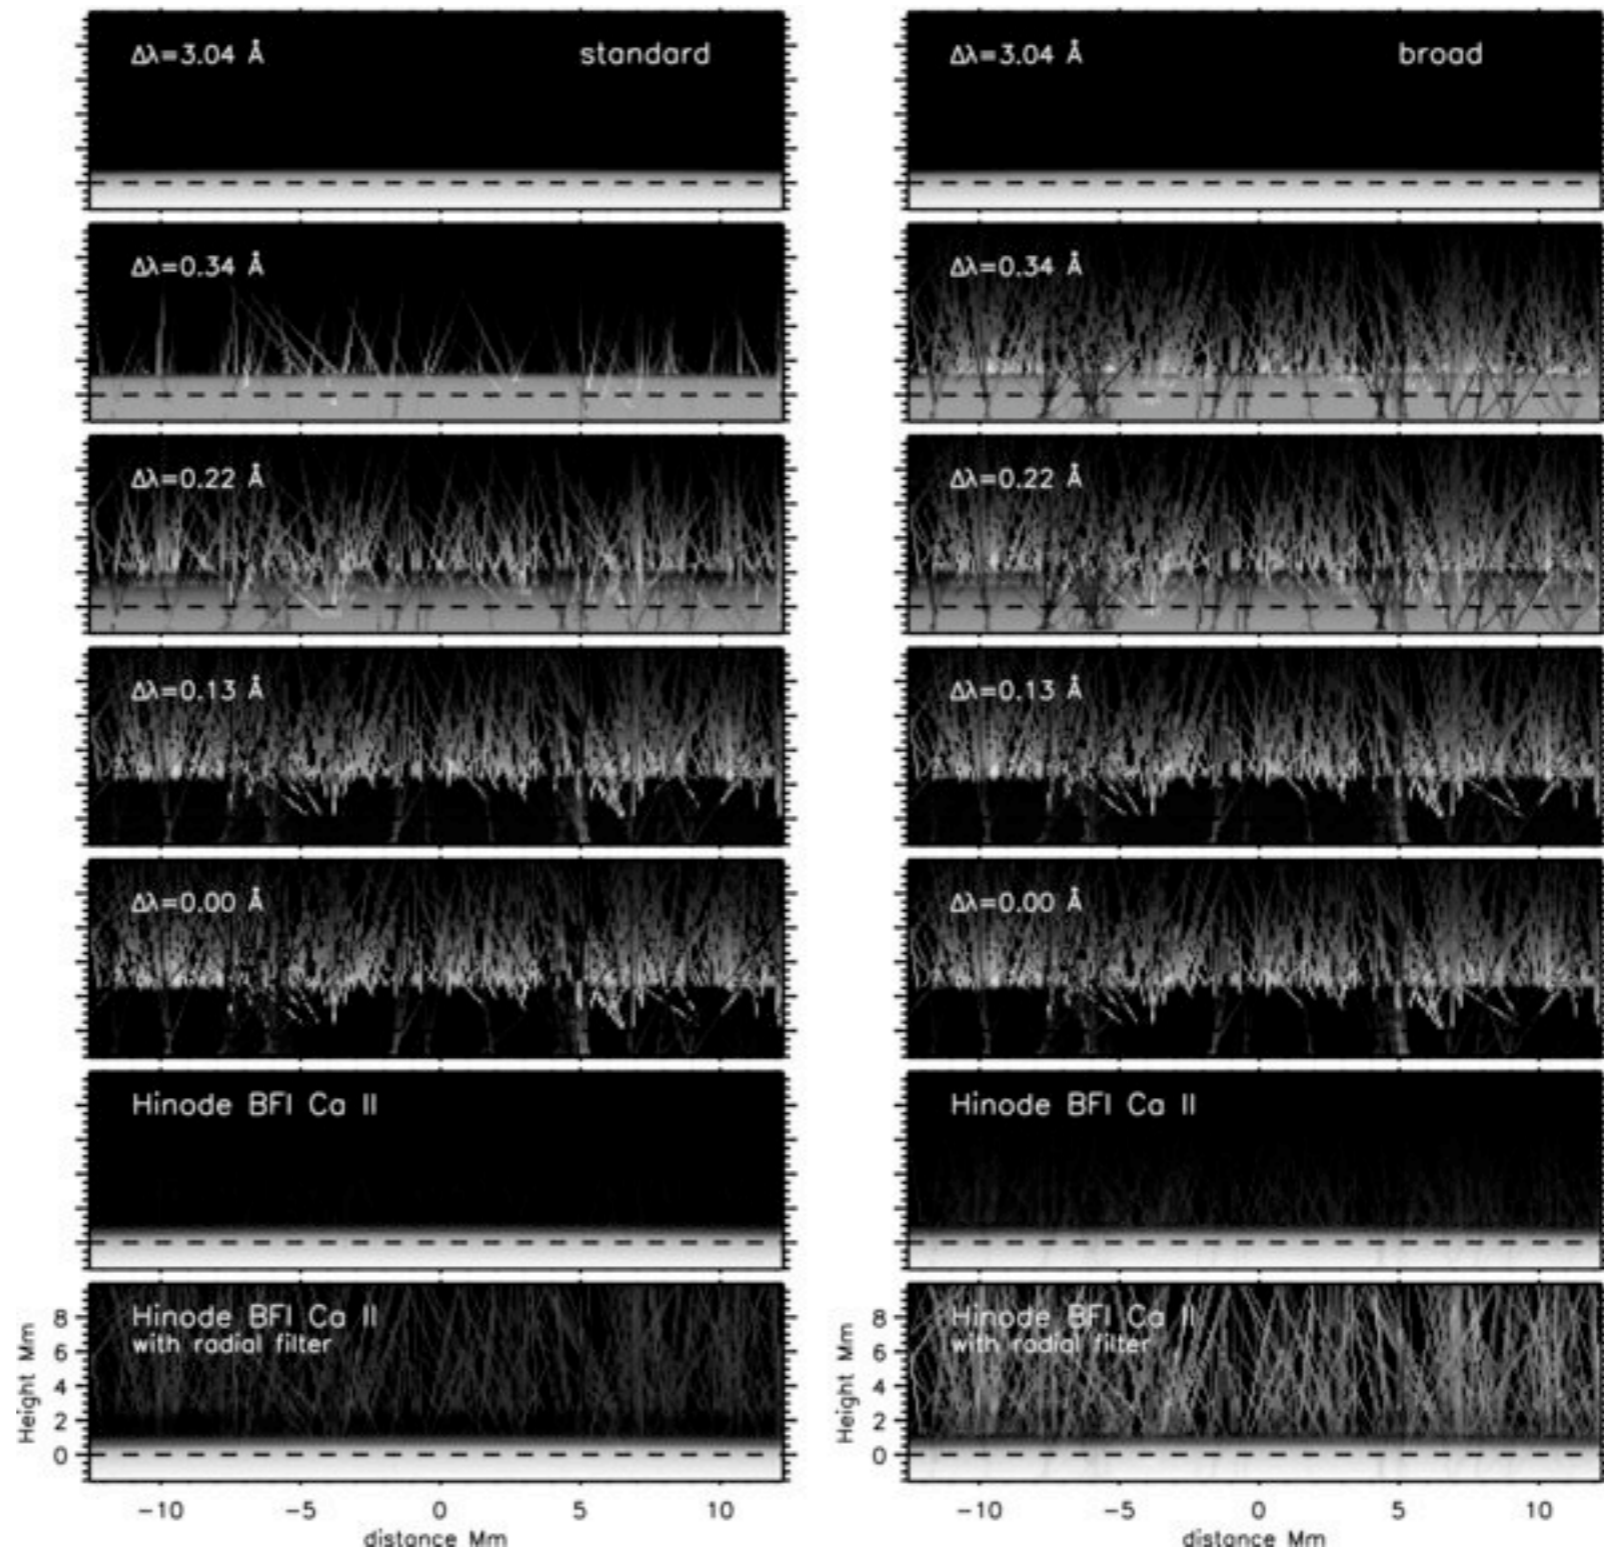 Δλ=3.04 Å standard
Δλ=0.34 Å
Δλ=0.22 Å
Δλ=0.13 Å
Δλ=0.00 Å
Hinode BFI Ca II
Hinode BFI Ca II
with radial filter
Height Mm
8
6
4
2
0
-10 -5 0 5 10
distance Mm
Δλ=3.04 Å broad
Δλ=0.34 Å
Δλ=0.22 Å
Δλ=0.13 Å
Δλ=0.00 Å
Hinode BFI Ca II
Hinode BFI Ca II
with radial filter
Height Mm
8
6
4
2
0
-10 -5 0 5 10
distance Mm